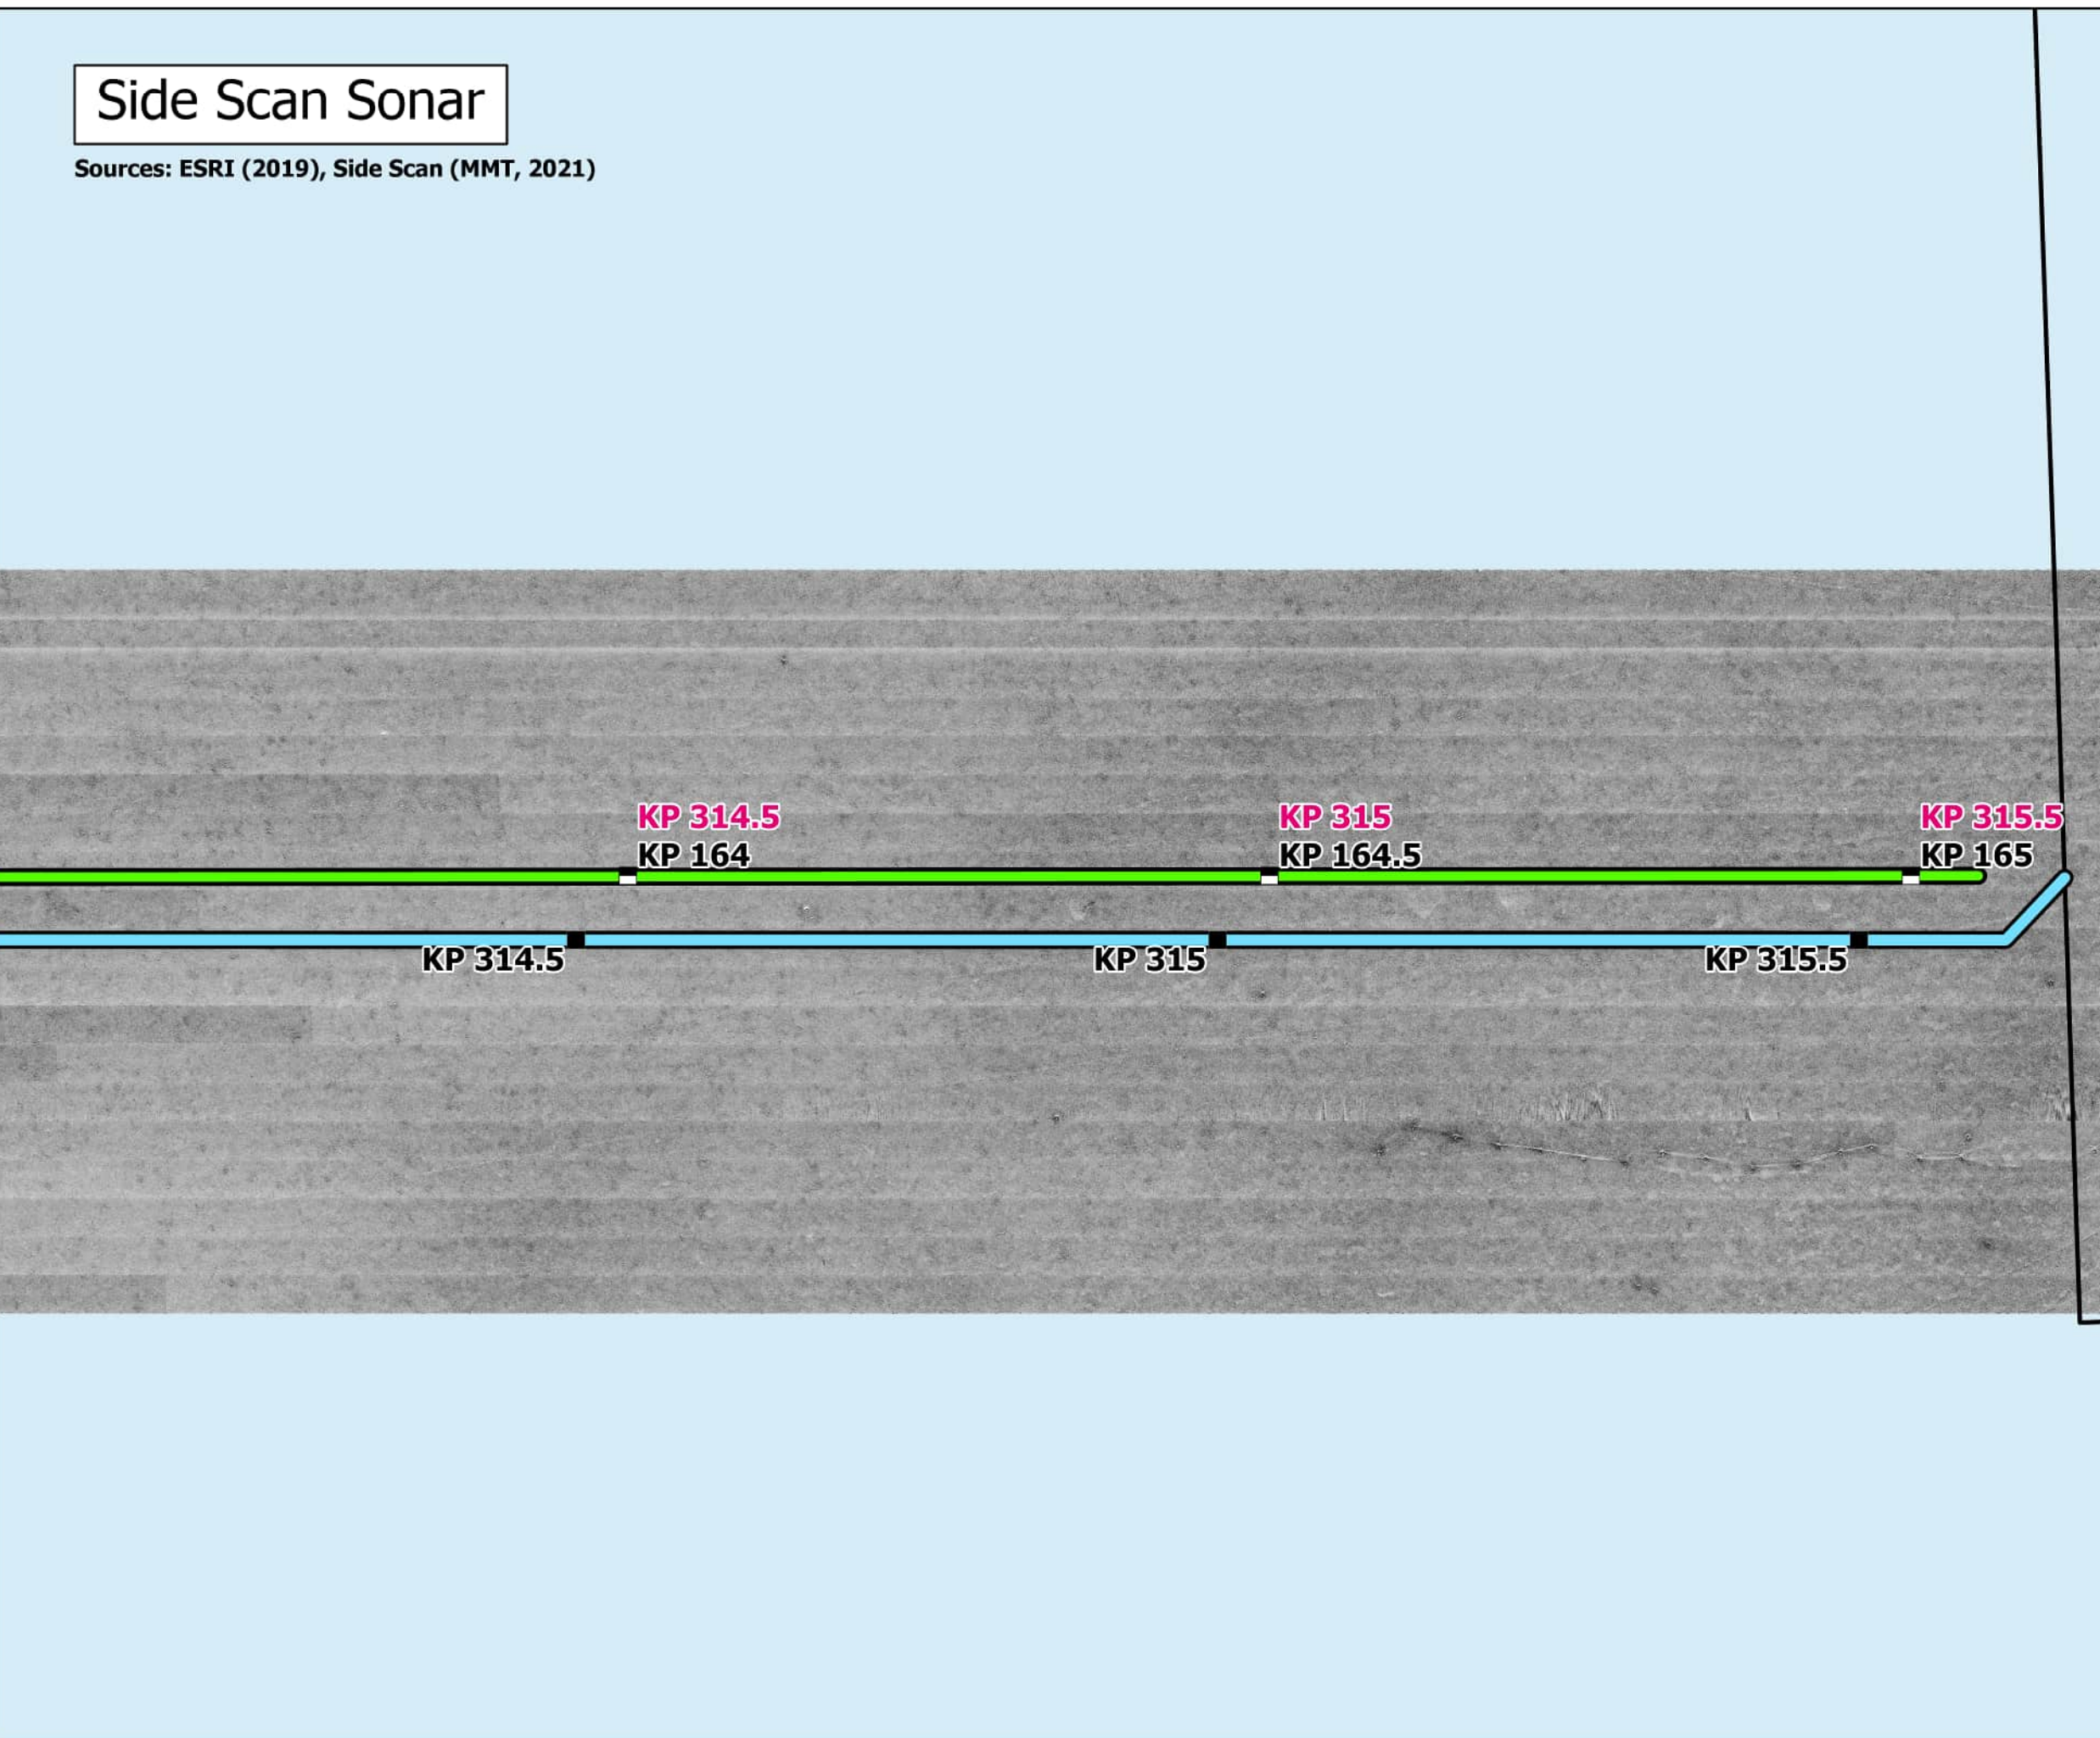 Side Scan Sonar
Sources: ESRI (2019), Side Scan (MMT, 2021)
KP 314.5
KP 164
KP 315
KP 164.5
KP 315.5
KP 165
KP 314.5
KP 315
KP 315.5